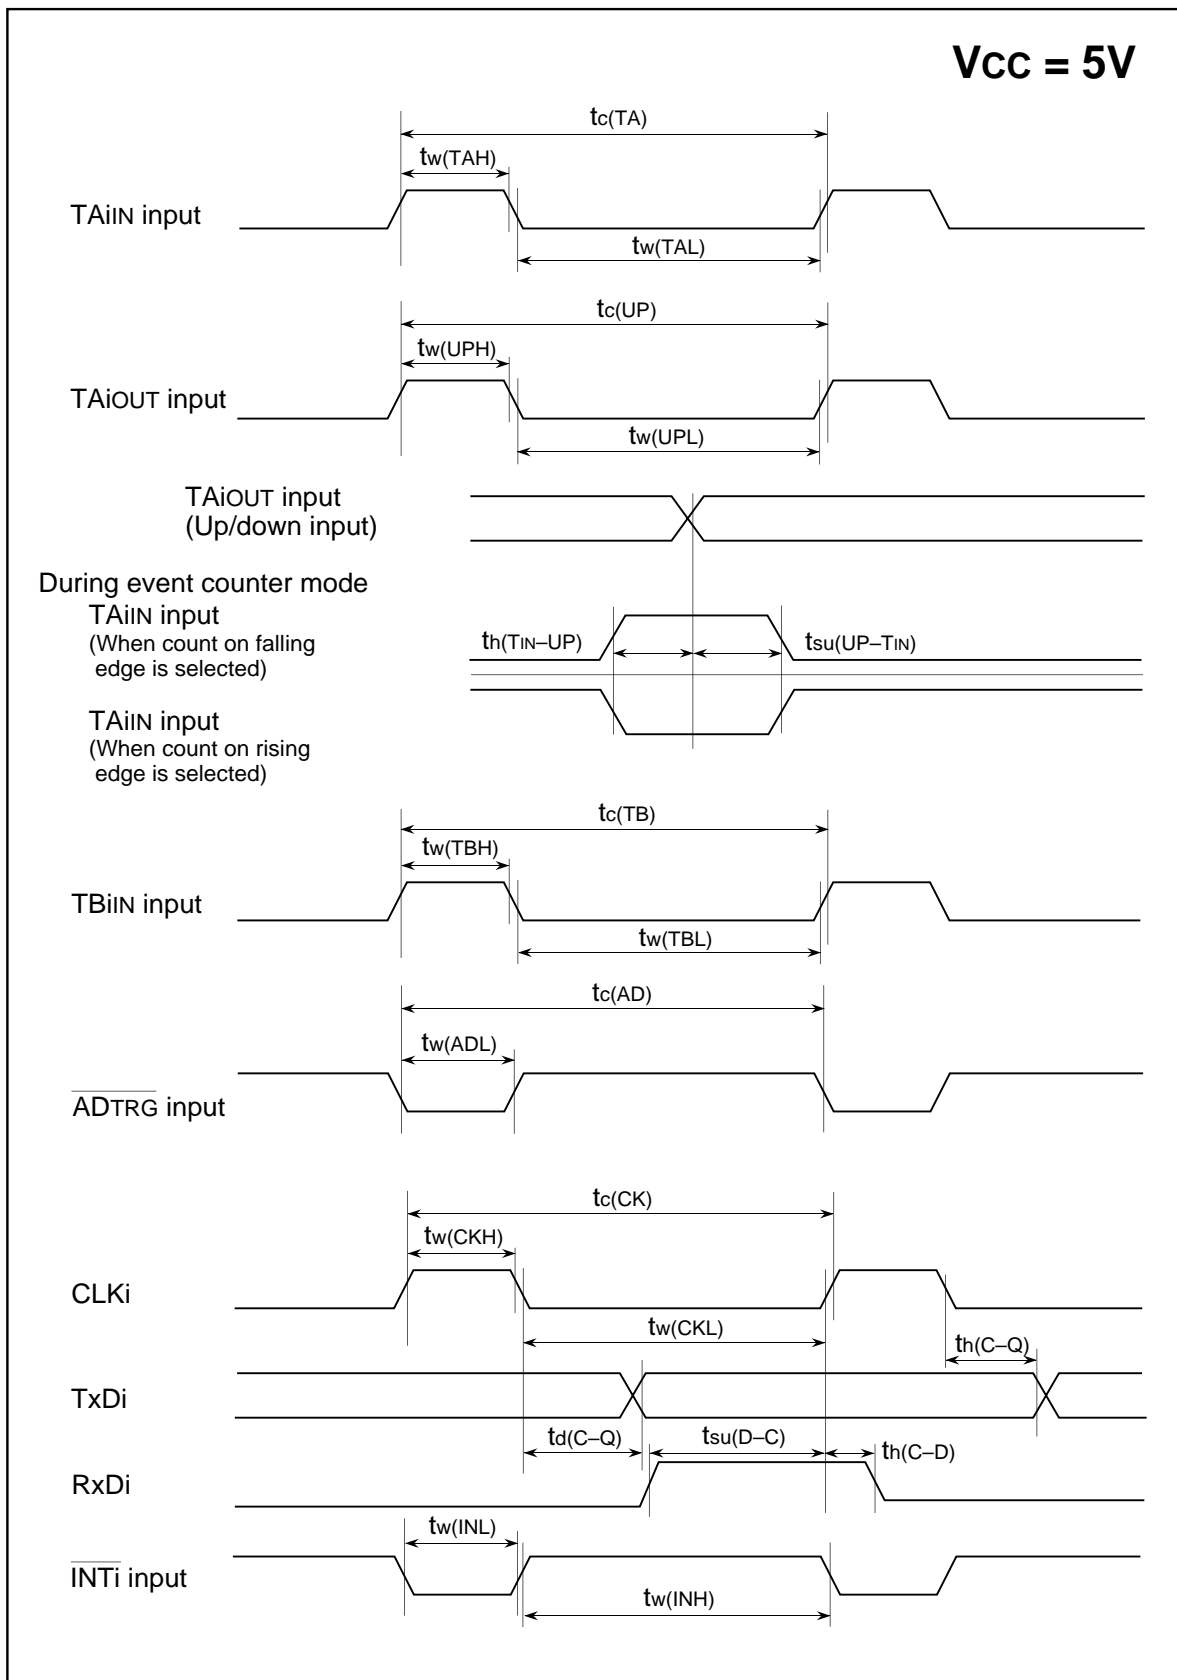 VCC = 5V
tc(TA)
tw(TAH)
TAiIN input
tw(TAL)
tc(UP)
tw(UPH)
TAiOUT input
tw(UPL)
TAiOUT input
(Up/down input)
During event counter mode
TAiIN input
(When count on falling
edge is selected)
th(TIN–UP)
tsu(UP–TIN)
TAiIN input
(When count on rising
edge is selected)
tc(TB)
tw(TBH)
TBiIN input
tw(TBL)
tc(AD)
tw(ADL)
ADTRG input
tc(CK)
tw(CKH)
CLKi
tw(CKL)
th(C–Q)
TxDi
td(C–Q)
tsu(D–C)
th(C–D)
RxDi
tw(INL)
INTi input
tw(INH)